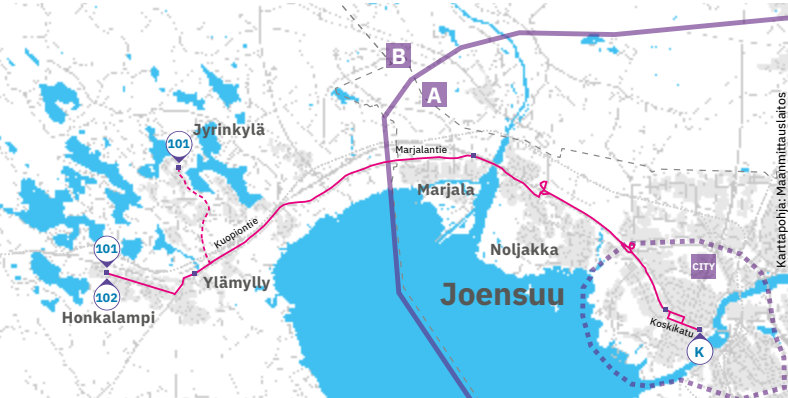 B
A
101
Jyrinkylä
Marjalantie
Marjala
Kuopiontie
Noljakka
101
102
Ylämylly
Honkalampi
Joensuu
CITY
Koskikatu
K
Karttapohja: Maanmittauslaitos